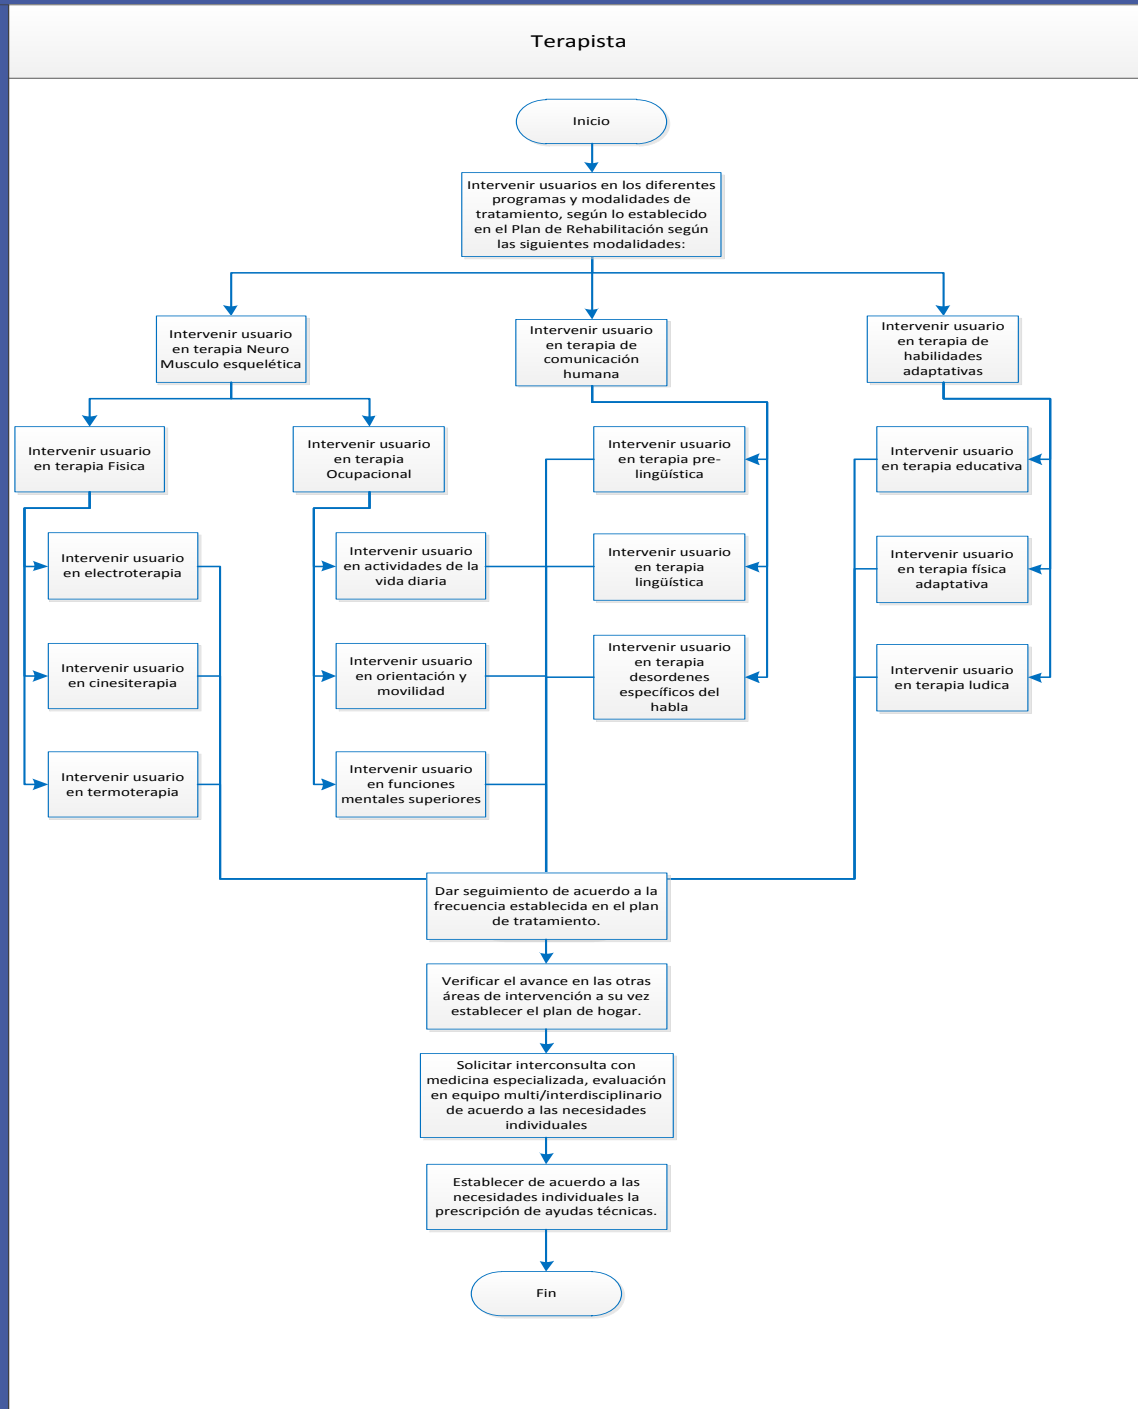 Terapista
Inicio
Intervenir usuarios en los diferentes
programas y modalidades de
tratamiento, según lo establecido
en el Plan de Rehabilitación según
las siguientes modalidades:
Intervenir usuario
en terapia Neuro
Musculo esquelética
Intervenir usuario
en terapia de
comunicación
humana
Intervenir usuario
en terapia de
habilidades
adaptativas
Intervenir usuario
en terapia Fisica
Intervenir usuario
en terapia
Ocupacional
Intervenir usuario
en terapia pre-
lingüística
Intervenir usuario
en terapia educativa
Intervenir usuario
en electroterapia
Intervenir usuario
en actividades de la
vida diaria
Intervenir usuario
en terapia
lingüística
Intervenir usuario
en terapia física
adaptativa
Intervenir usuario
en cinesiterapia
Intervenir usuario
en orientación y
movilidad
Intervenir usuario
en terapia
desordenes
específicos del
habla
Intervenir usuario
en terapia ludica
Intervenir usuario
en termoterapia
Intervenir usuario
en funciones
mentales superiores
Dar seguimiento de acuerdo a la
frecuencia establecida en el plan
de tratamiento.
Verificar el avance en las otras
áreas de intervención a su vez
establecer el plan de hogar.
Solicitar interconsulta con
medicina especializada, evaluación
en equipo multi/interdisciplinario
de acuerdo a las necesidades
individuales
Establecer de acuerdo a las
necesidades individuales la
prescripción de ayudas técnicas.
Fin